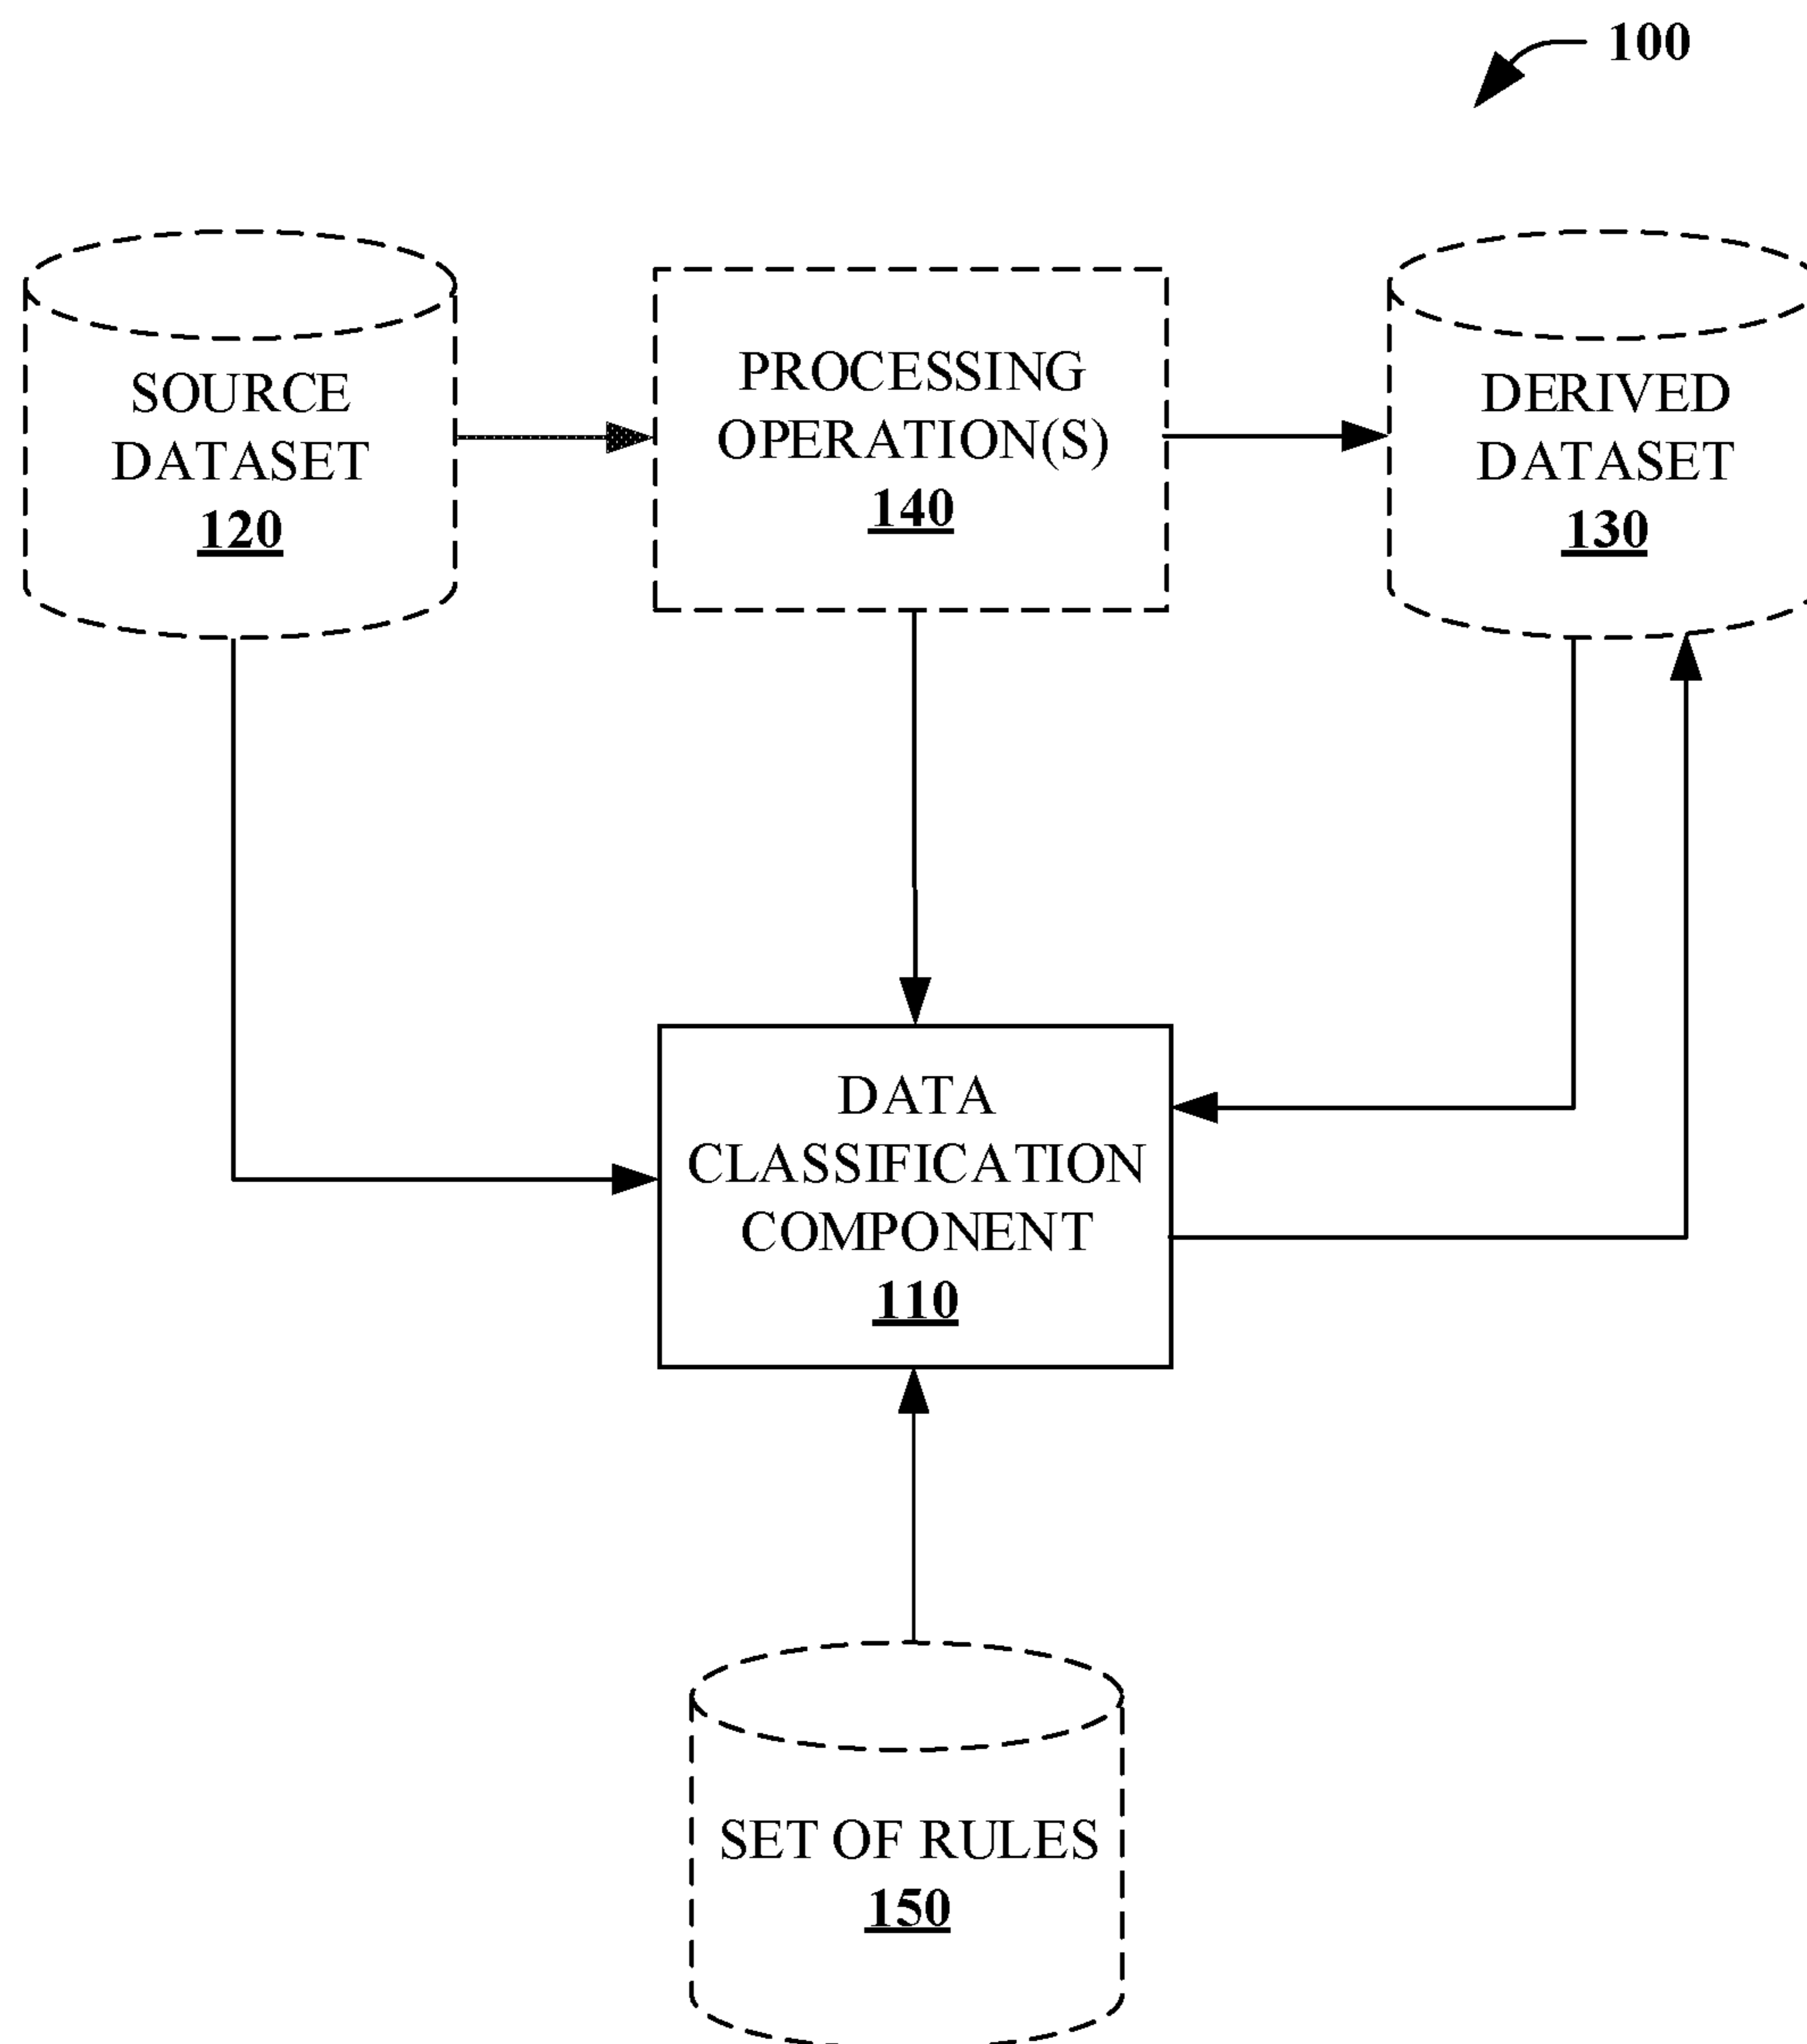 100
SOURCE
DATASET
120
PROCESSING
OPERATION(S)
140
DERIVED
DATASET
130
DATA
CLASSIFICATION
COMPONENT
110
SET OF RULES
150